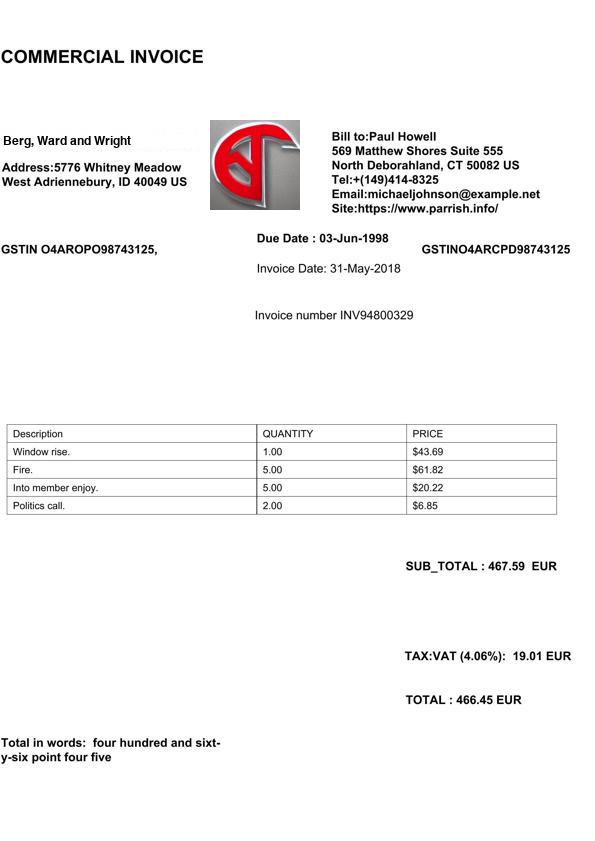 COMMERCIAL INVOICE
Berg, Ward and Wright
Address:5776 Whitney Meadow
West Adriennebury, ID 40049 US
Bill to:Paul Howell
569 Matthew Shores Suite 555
North Deborahland, CT 50082 US
Tel:+(149)414-8325
Email:michaeljohnson@example.net
Site:https://www.parrish.info/
GSTIN O4AROPO98743125,
Due Date : 03-Jun-1998
GSTINO4ARCPD98743125
Invoice Date: 31-May-2018
Invoice number INV94800329
Description QUANTITY PRICE
Window rise. 1.00 $43.69
Fire. 5.00 $61.82
Into member enjoy. 5.00 $20.22
Politics call. 2.00 $6.85
SUB_TOTAL : 467.59 EUR
TAX:VAT (4.06%): 19.01 EUR
TOTAL : 466.45 EUR
Total in words: four hundred and sixt-
y-six point four five